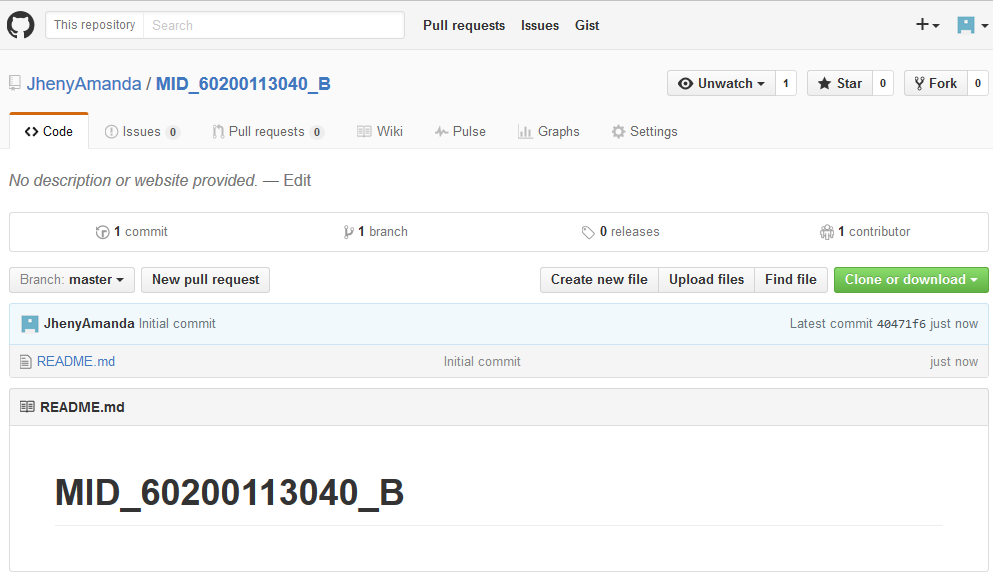 This repository Search Pull requests Issues Gist
JhenyAmanda / MID_60200113040_B Unwatch 1 Star 0 Fork 0
Code Issues 0 Pull requests 0 Wiki Pulse Graphs Settings
No description or website provided. — Edit
1 commit 1 branch 0 releases 1 contributor
Branch: master New pull request Create new file Upload files Find file Clone or download
JhenyAmanda Initial commit Latest commit 40471f6 just now
README.md Initial commit just now
README.md
MID_60200113040_B